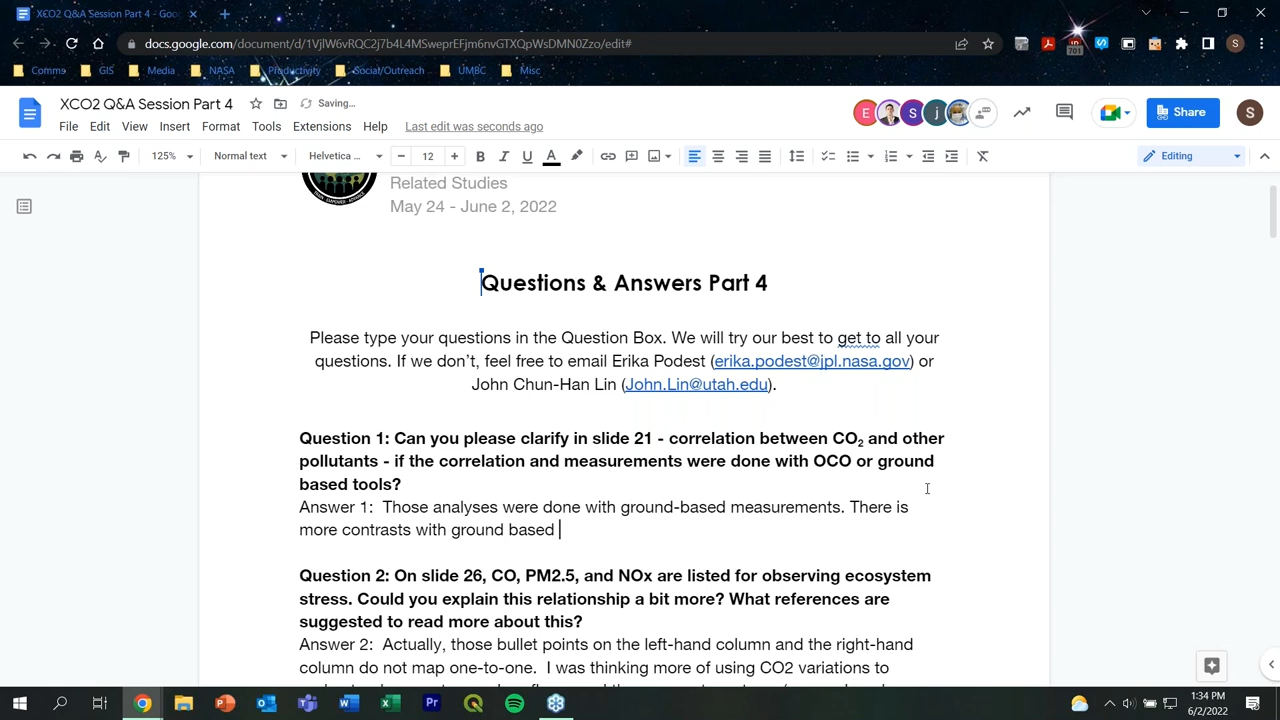 XCO2 Q&A Session Part 4 - Goo
docs.google.com/document/d/1VjlW6vRQC2j7b4L4MSweprEFjm6nvGTXQpWsDMN0Zzo/edit#
Comms GIS Media NASA Productivity Social/Outreach UMBC Misc
XCO2 Q&A Session Part 4 Saving…
File Edit View Insert Format Tools Extensions Help Last edit was seconds ago
Share
125% Normal text Helvetica ... 12 Editing
Related Studies
May 24 - June 2, 2022
Questions & Answers Part 4
Please type your questions in the Question Box. We will try our best to get to all your
questions. If we don’t, feel free to email Erika Podest (erika.podest@jpl.nasa.gov) or
John Chun-Han Lin (John.Lin@utah.edu).
Question 1: Can you please clarify in slide 21 - correlation between CO₂ and other
pollutants - if the correlation and measurements were done with OCO or ground
based tools?
Answer 1: Those analyses were done with ground-based measurements. There is
more contrasts with ground based
Question 2: On slide 26, CO, PM2.5, and NOx are listed for observing ecosystem
stress. Could you explain this relationship a bit more? What references are
suggested to read more about this?
Answer 2: Actually, those bullet points on the left-hand column and the right-hand
column do not map one-to-one. I was thinking more of using CO2 variations to
1:34 PM
6/2/2022